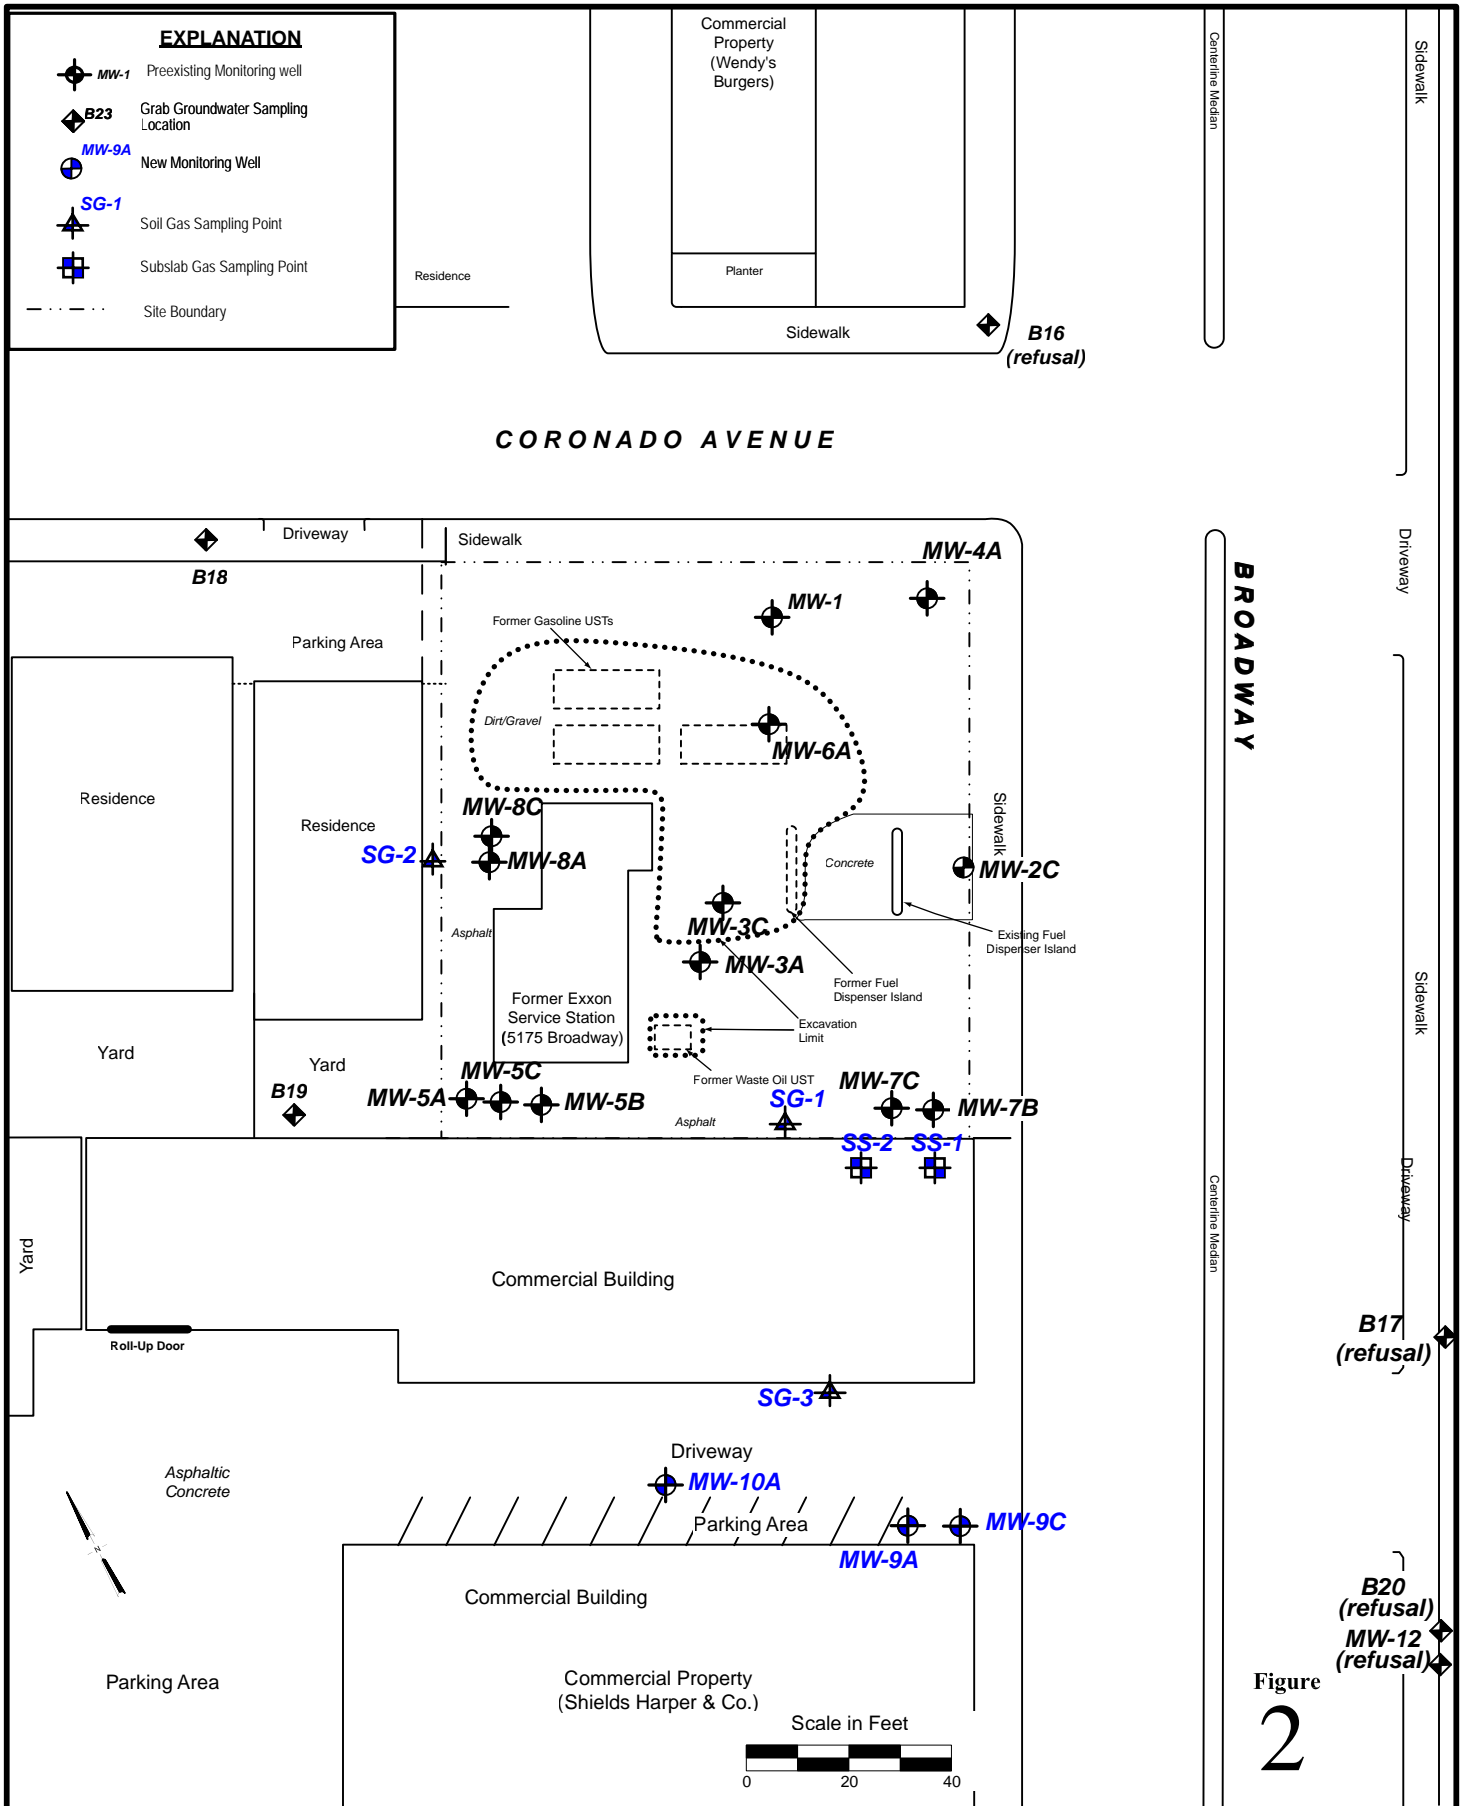 EXPLANATION
MW-1 Preexisting Monitoring well
B23 Grab Groundwater Sampling
Location
MW-9A
New Monitoring Well
SG-1
Soil Gas Sampling Point
Subslab Gas Sampling Point
Site Boundary
Commercial
Property
(Wendy's
Burgers)
Planter
Sidewalk
Residence
B16
(refusal)
Centerline Median
Sidewalk
CORONADO AVENUE
Driveway
Sidewalk
B18
MW-4A
MW-1
BROADWAY
Driveway
Former Gasoline USTs
Parking Area
Dirt/Gravel
MW-6A
Residence
Residence
MW-8C
SG-2
MW-8A
Concrete
Sidewalk
MW-2C
MW-3C
Asphalt
MW-3A
Existing Fuel
Dispenser Island
Former Fuel
Dispenser Island
Former Exxon
Service Station
(5175 Broadway)
Excavation
Limit
Sidewalk
Yard
Yard
Former Waste Oil UST
B19
MW-5A
MW-5C
MW-5B
SG-1
MW-7C
MW-7B
Asphalt
SS-2
SS-1
Yard
Commercial Building
Centerline Median
Driveway
Roll-Up Door
B17
(refusal)
SG-3
Driveway
Asphaltic
Concrete
MW-10A
Parking Area
MW-9A
MW-9C
N
Commercial Building
B20
(refusal)
MW-12
(refusal)
Parking Area
Commercial Property
(Shields Harper & Co.)
Scale in Feet
0 20 40
Figure
2